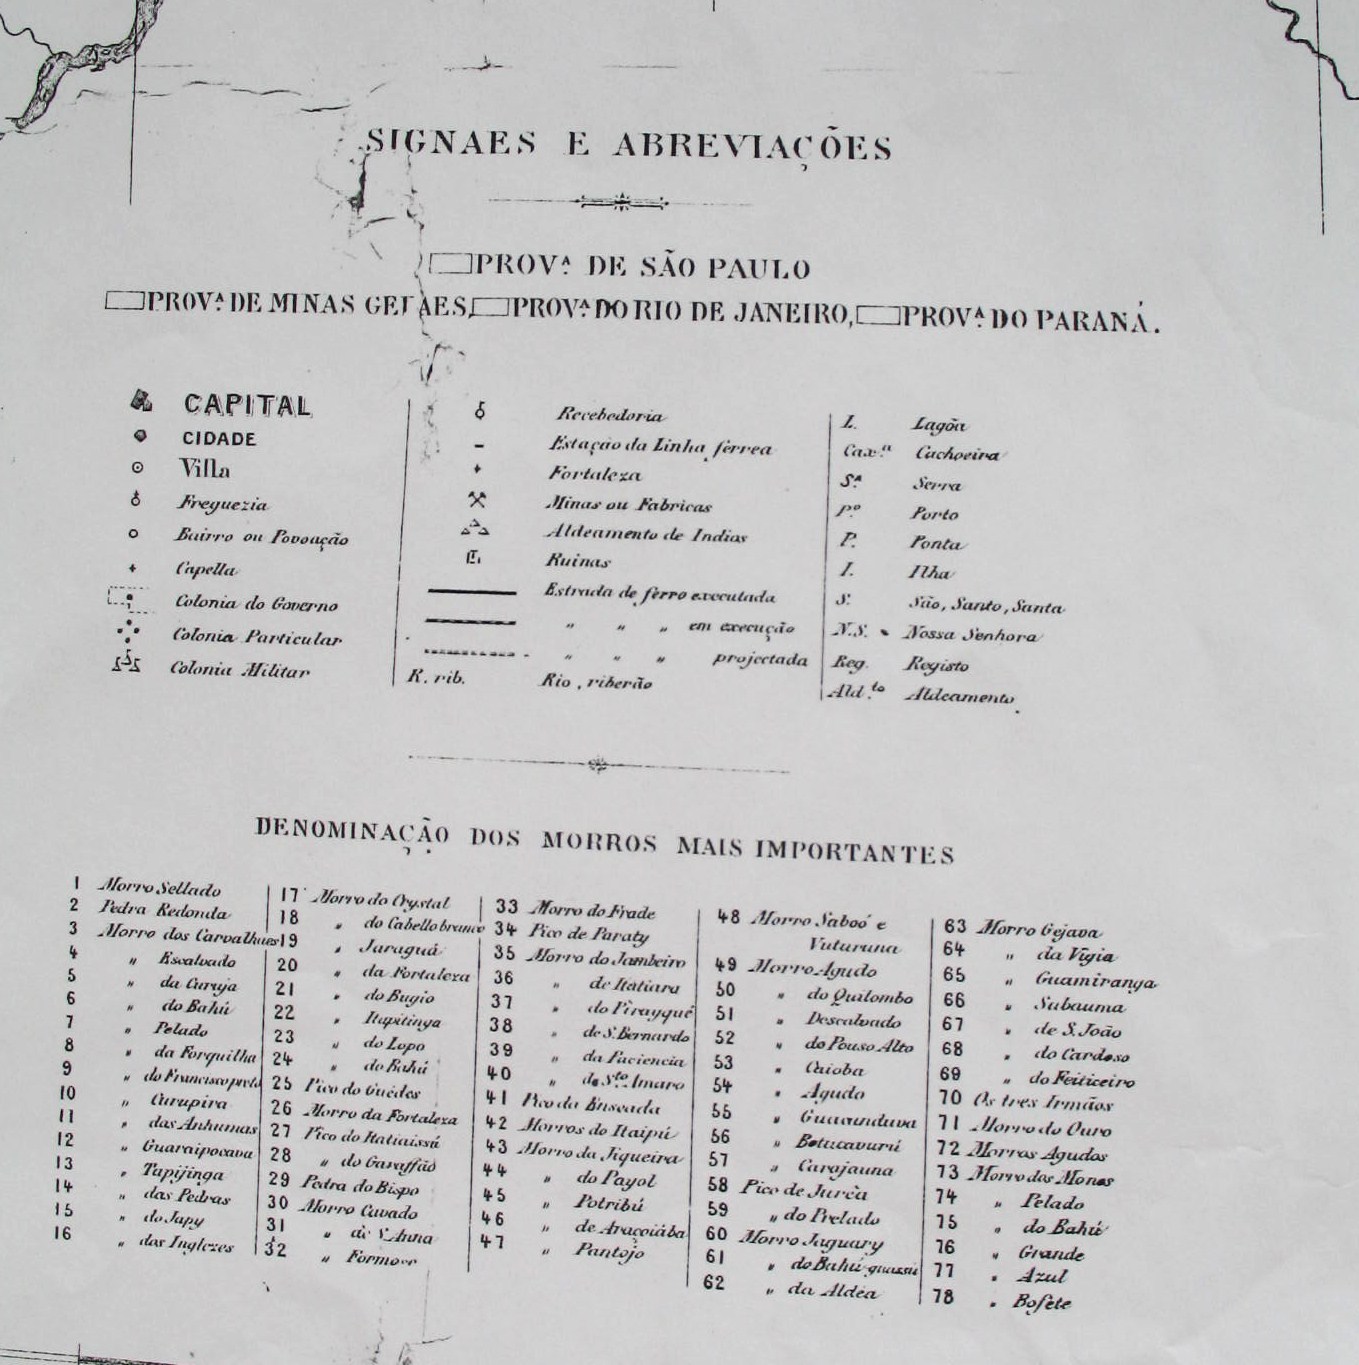 SIGNAES E ABREVIAÇÕES
PROVᴬ. DE SÃO PAULO
PROVᴬ. DE MINAS GERAES, PROVᴬ. DO RIO DE JANEIRO, PROVᴬ. DO PARANÁ.
CAPITAL
CIDADE
Villa
Freguezia
Bairro ou Povoação
Capella
Colonia do Governo
Colonia Particular
Colonia Militar
Recebedoria
Estação da Linha ferrea
Fortaleza
Minas ou Fabricas
Aldeamento de Indios
Ruinas
Estrada de ferro executada
" " " em execução
" " " projectada
R. rib. Rio, riberão
L. Lagôa
Caxᵃ. Cachoeira
Sᵃ. Serra
Pᵒ. Porto
P. Ponta
I. Ilha
S. São, Santo, Santa
N.S. Nossa Senhora
Reg. Registo
Ald.ᵗᵒ Aldeamento
DENOMINAÇÃO DOS MORROS MAIS IMPORTANTES
1 Morro Sellado
2 Pedra Redonda
3 Morro dos Carvalhaes
4 " Escalvado
5 " da Curuja
6 " do Bahú
7 " Pelado
8 " da Forquilha
9 " do Francisco preto
10 " Curupira
11 " das Anhumas
12 " Guaraipocava
13 " Tapijinga
14 " das Pedras
15 " do Japy
16 " dos Inglezes
17 Morro do Crystal
18 " do Cabello branco
19 " Jaraguá
20 " da Fortaleza
21 " do Bugio
22 " Itapitinga
23 " do Lopo
24 " do Bahú
25 Pico do Guédes
26 Morro da Fortaleza
27 Pico do Itatiaissú
28 " do Garaffão
29 Pedra do Bispo
30 Morro Cavado
31 " de S. Anna
32 " Formoso
33 Morro do Frade
34 Pico de Paraty
35 Morro do Jambeiro
36 " de Itatiara
37 " do Pirayqué
38 " de S. Bernardo
39 " da Paciencia
40 " de Sᵗᵒ. Amaro
41 Pico da Enseada
42 Morros do Itaipú
43 Morro da Jiqueira
44 " do Payol
45 " Potribú
46 " de Araçoiába
47 " Pantojo
48 Morro Saboó e
Vuturuna
49 Morro Agudo
50 " do Quilombo
51 " Descalvado
52 " do Pouso Alto
53 " Caioba
54 " Agudo
55 " Guaraunduva
56 " Botucavurú
57 " Carajauna
58 Pico de Juréa
59 " do Prelado
60 Morro Jaguary
61 " do Bahú-guassú
62 " da Aldêa
63 Morro Gejava
64 " da Vigia
65 " Guamiranga
66 " Subauma
67 " de S. João
68 " do Cardoso
69 " do Feiticeiro
70 Os tres Irmãos
71 Morro do Ouro
72 Morros Agudos
73 Morro dos Monos
74 " Pelado
75 " do Bahú
76 " Grande
77 " Azul
78 " Bofete